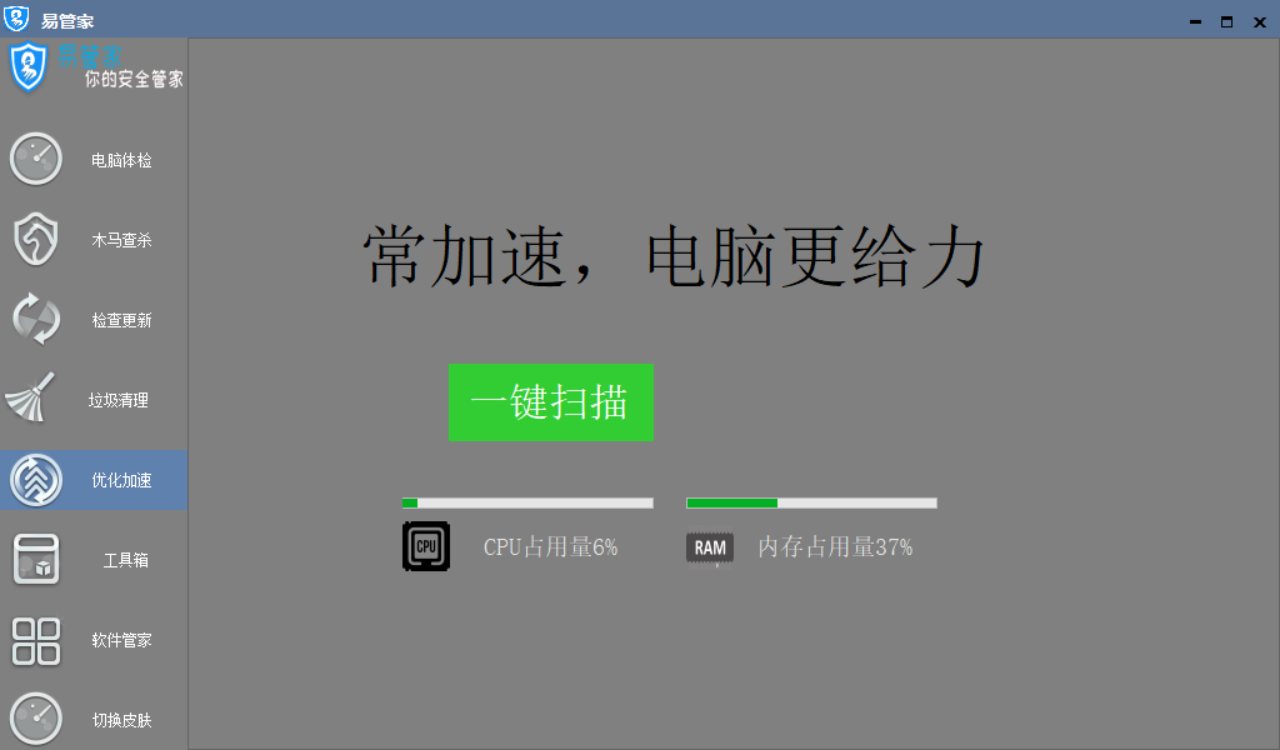 易管家
易管家
你的安全管家
电脑体检
木马查杀
检查更新
垃圾清理
优化加速
工具箱
软件管家
切换皮肤
常加速，电脑更给力
一键扫描
CPU
CPU占用量6%
RAM
内存占用量37%